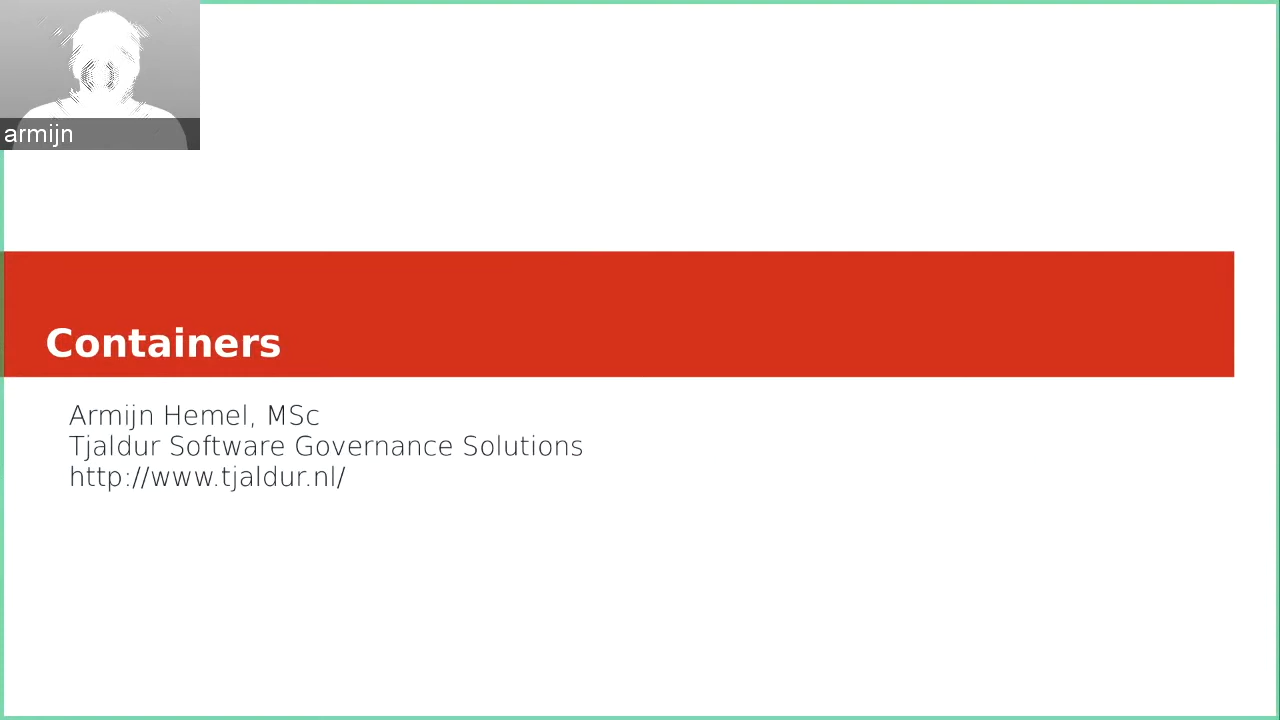 armijn
Containers
Armijn Hemel, MSc
Tjaldur Software Governance Solutions
http://www.tjaldur.nl/